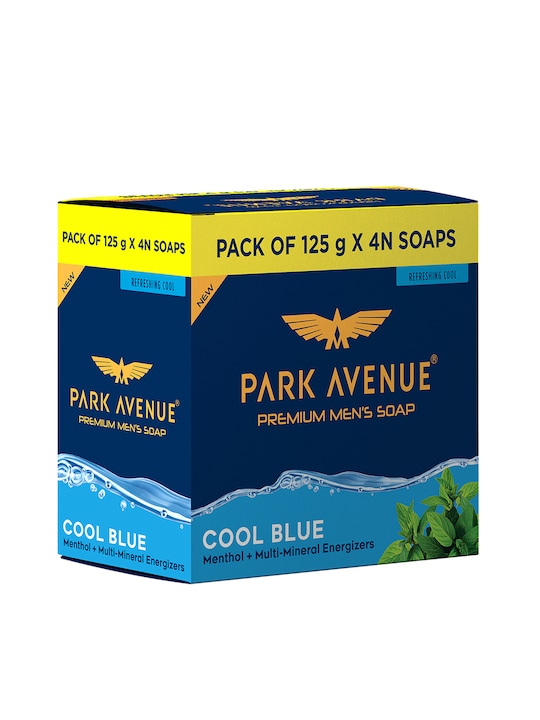 PACK OF 125 g X 4N SOAPS
NEW
REFRESHING COOL
PARK AVENUE®
PREMIUM MEN'S SOAP
COOL BLUE
Menthol + Multi-Mineral Energizers
PACK OF 125 g X 4N SOAPS
NEW
REFRESHING COOL
PARK AVENUE®
PREMIUM MEN'S SOAP
COOL BLUE
Menthol + Multi-Mineral Energizers